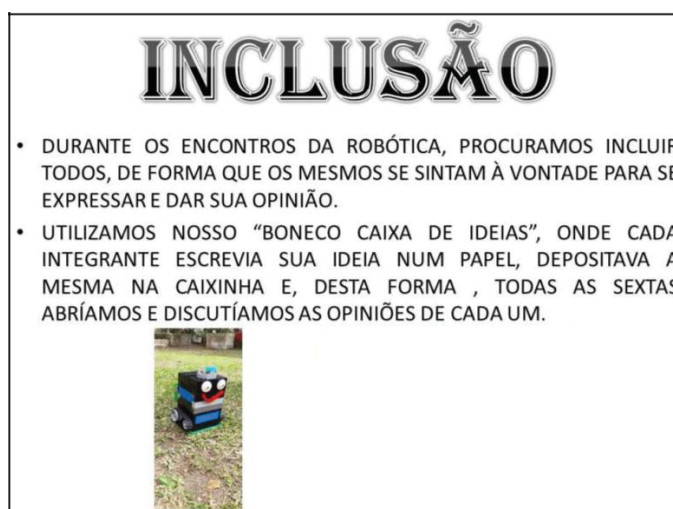 INCLUSÃO
• DURANTE OS ENCONTROS DA ROBÓTICA, PROCURAMOS INCLUIR
TODOS, DE FORMA QUE OS MESMOS SE SINTAM À VONTADE PARA SE
EXPRESSAR E DAR SUA OPINIÃO.
• UTILIZAMOS NOSSO “BONECO CAIXA DE IDEIAS”, ONDE CADA
INTEGRANTE ESCREVIA SUA IDEIA NUM PAPEL, DEPOSITAVA A
MESMA NA CAIXINHA E, DESTA FORMA , TODAS AS SEXTAS
ABRÍAMOS E DISCUTÍAMOS AS OPINIÕES DE CADA UM.